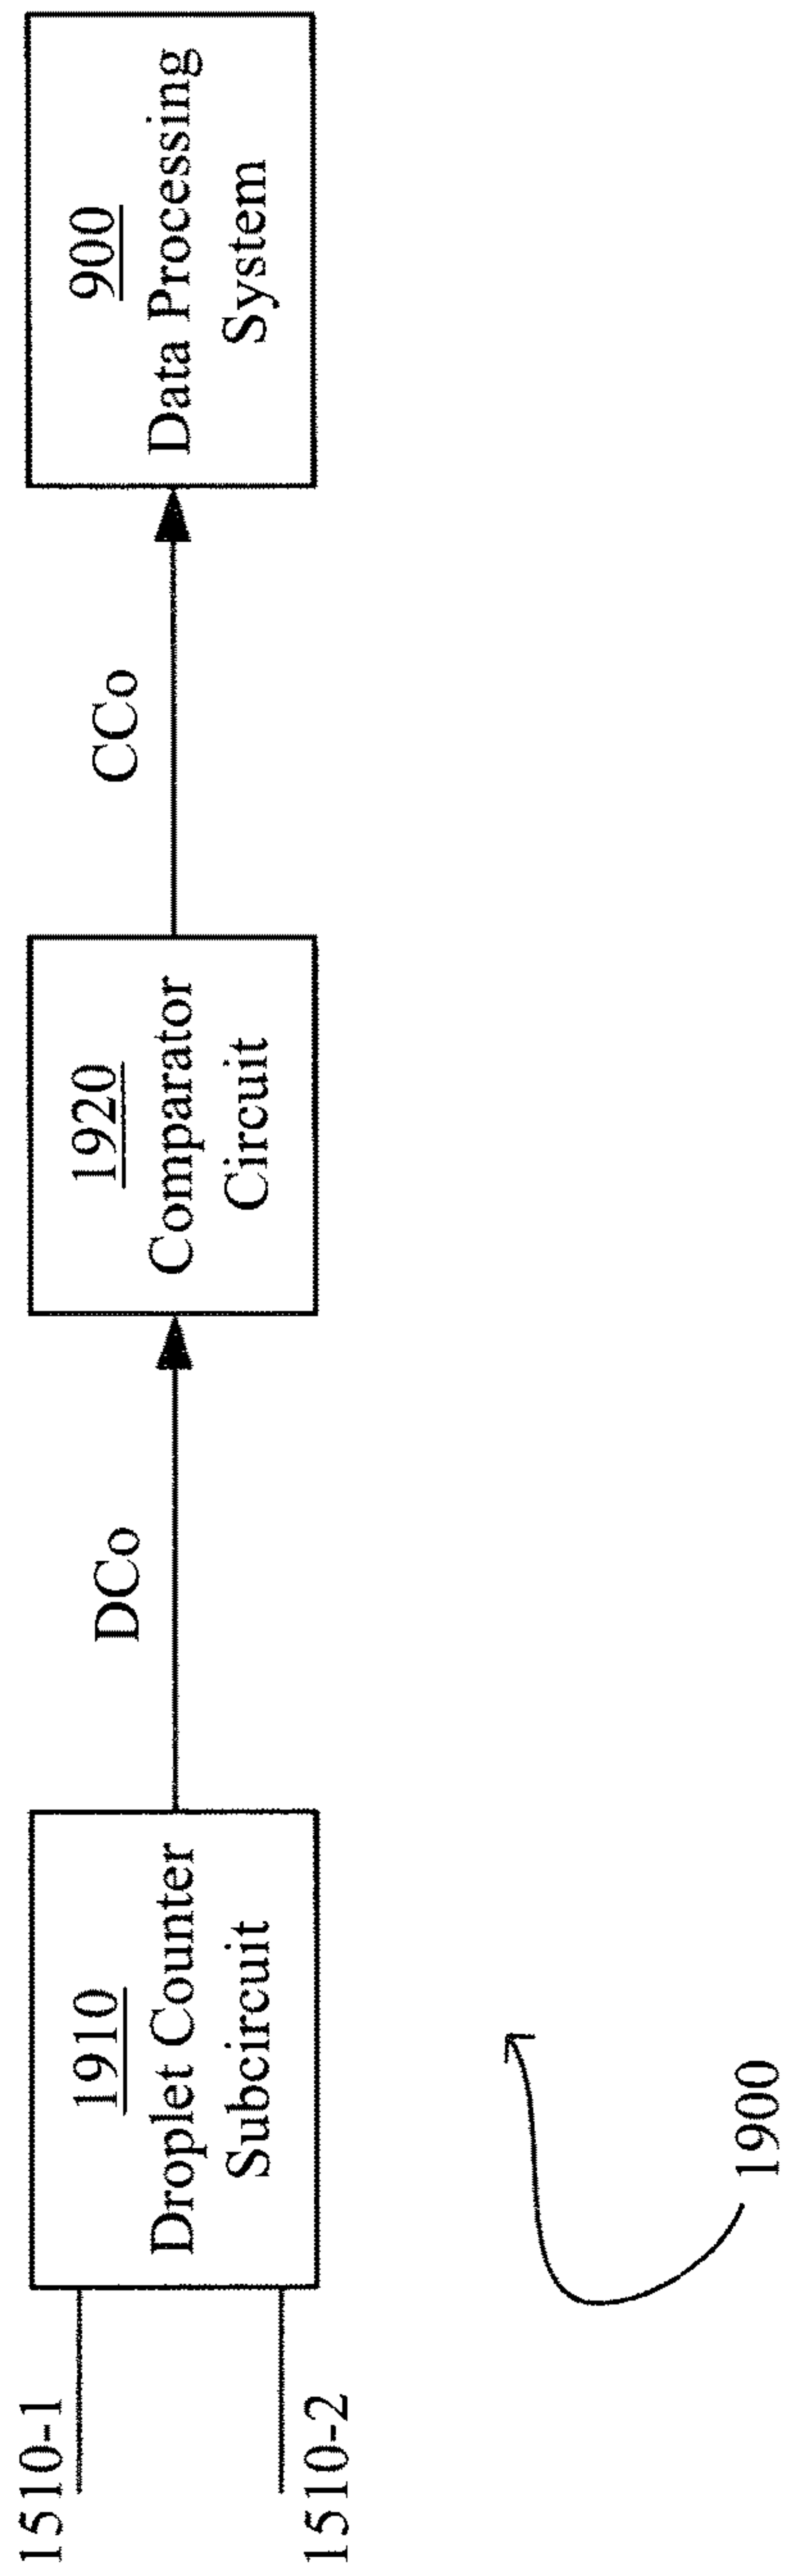 1510-1
1510-2
1910
Droplet Counter
Subcircuit
DCo
1920
Comparator
Circuit
CCo
900
Data Processing
System
1900